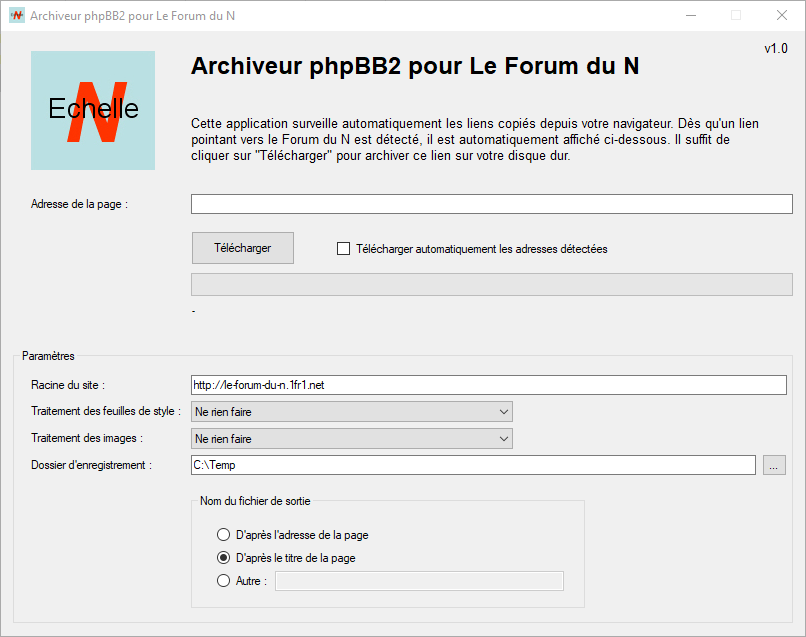 Archiveur phpBB2 pour Le Forum du N
v1.0
Echelle
N
Archiveur phpBB2 pour Le Forum du N
Cette application surveille automatiquement les liens copiés depuis votre navigateur. Dès qu'un lien
pointant vers le Forum du N est détecté, il est automatiquement affiché ci-dessous. Il suffit de
cliquer sur "Télécharger" pour archiver ce lien sur votre disque dur.
Adresse de la page :
Télécharger
Télécharger automatiquement les adresses détectées
-
Paramètres
Racine du site :
http://le-forum-du-n.1fr1.net
Traitement des feuilles de style :
Ne rien faire
Traitement des images :
Ne rien faire
Dossier d'enregistrement :
C:\Temp
...
Nom du fichier de sortie
D'après l'adresse de la page
D'après le titre de la page
Autre :